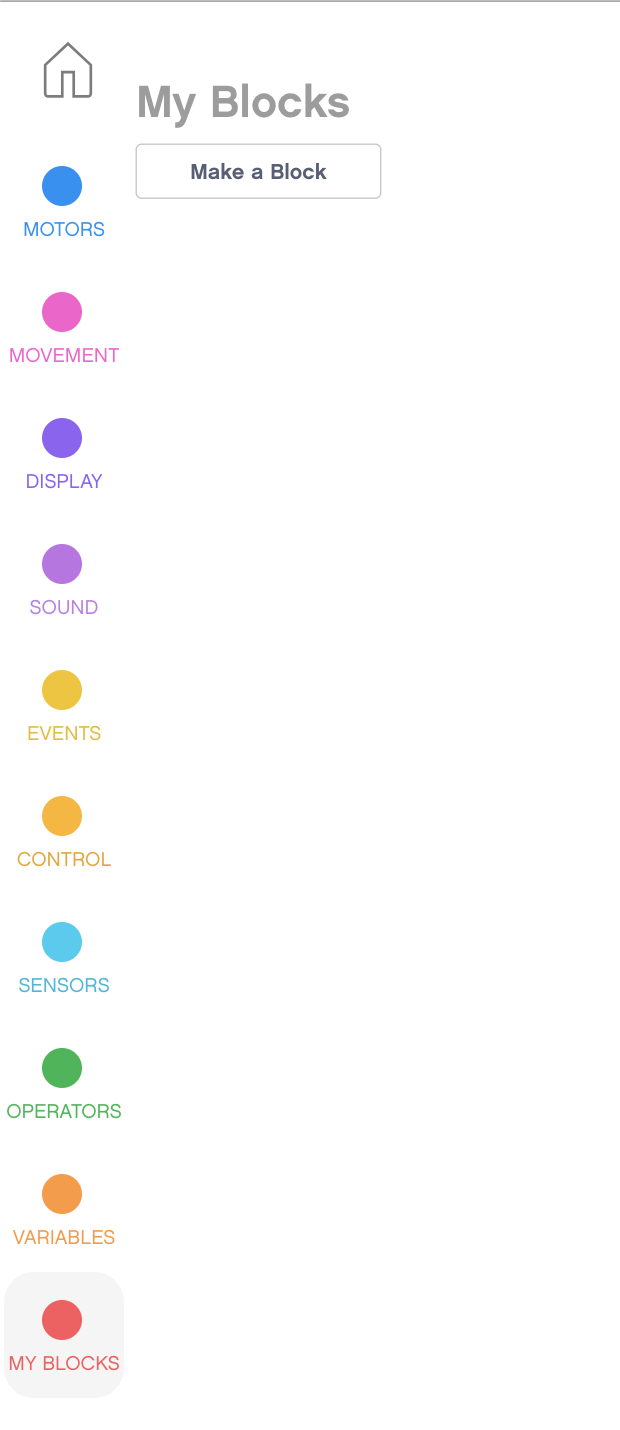 My Blocks
Make a Block
MOTORS
MOVEMENT
DISPLAY
SOUND
EVENTS
CONTROL
SENSORS
OPERATORS
VARIABLES
MY BLOCKS